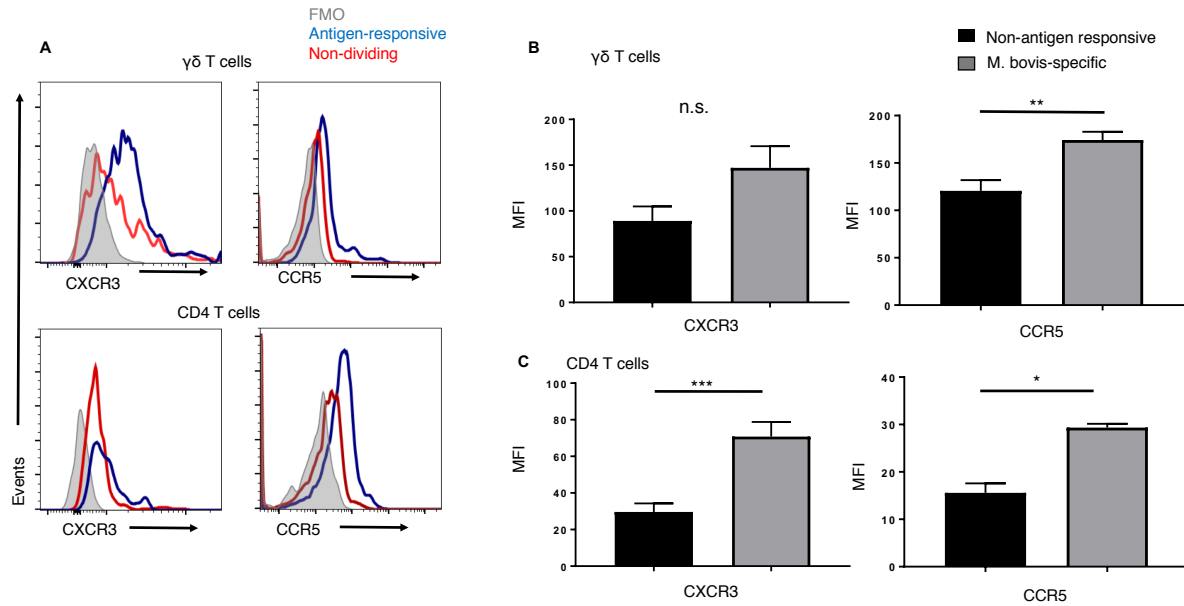 FMO
Antigen-responsive
Non-dividing
A
γδ T cells
CXCR3
CCR5
CD4 T cells
CXCR3
CCR5
Events
B
γδ T cells
Non-antigen responsive
M. bovis-specific
n.s.
MFI
200
150
100
50
0
CXCR3
**
MFI
200
150
100
50
0
CCR5
C
CD4 T cells
***
MFI
100
80
60
40
20
0
CXCR3
*
MFI
40
30
20
10
0
CCR5